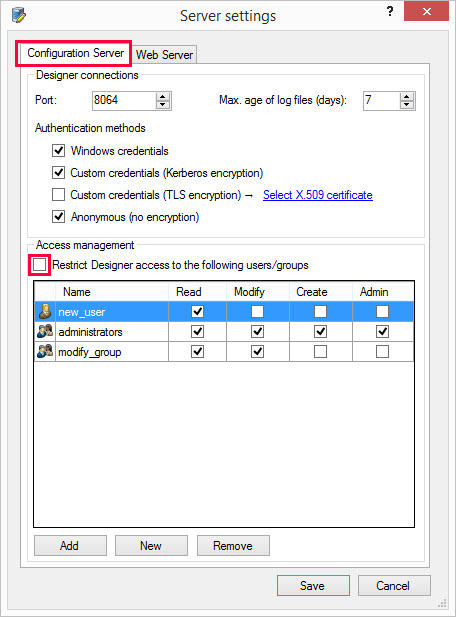 Server settings ?
Configuration Server Web Server
Designer connections
Port: 8064 Max. age of log files (days): 7
Authentication methods
Windows credentials
Custom credentials (Kerberos encryption)
Custom credentials (TLS encryption) → Select X.509 certificate
Anonymous (no encryption)
Access management
Restrict Designer access to the following users/groups
Name Read Modify Create Admin
new_user
administrators
modify_group
Add New Remove
Save Cancel